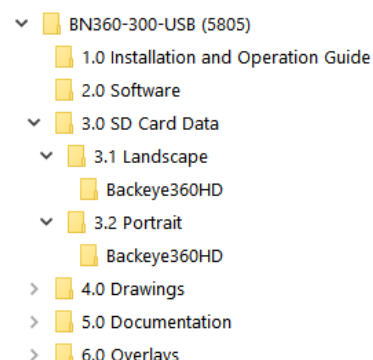 BN360-300-USB (5805)
1.0 Installation and Operation Guide
2.0 Software
3.0 SD Card Data
3.1 Landscape
Backeye360HD
3.2 Portrait
Backeye360HD
4.0 Drawings
5.0 Documentation
6.0 Overlays